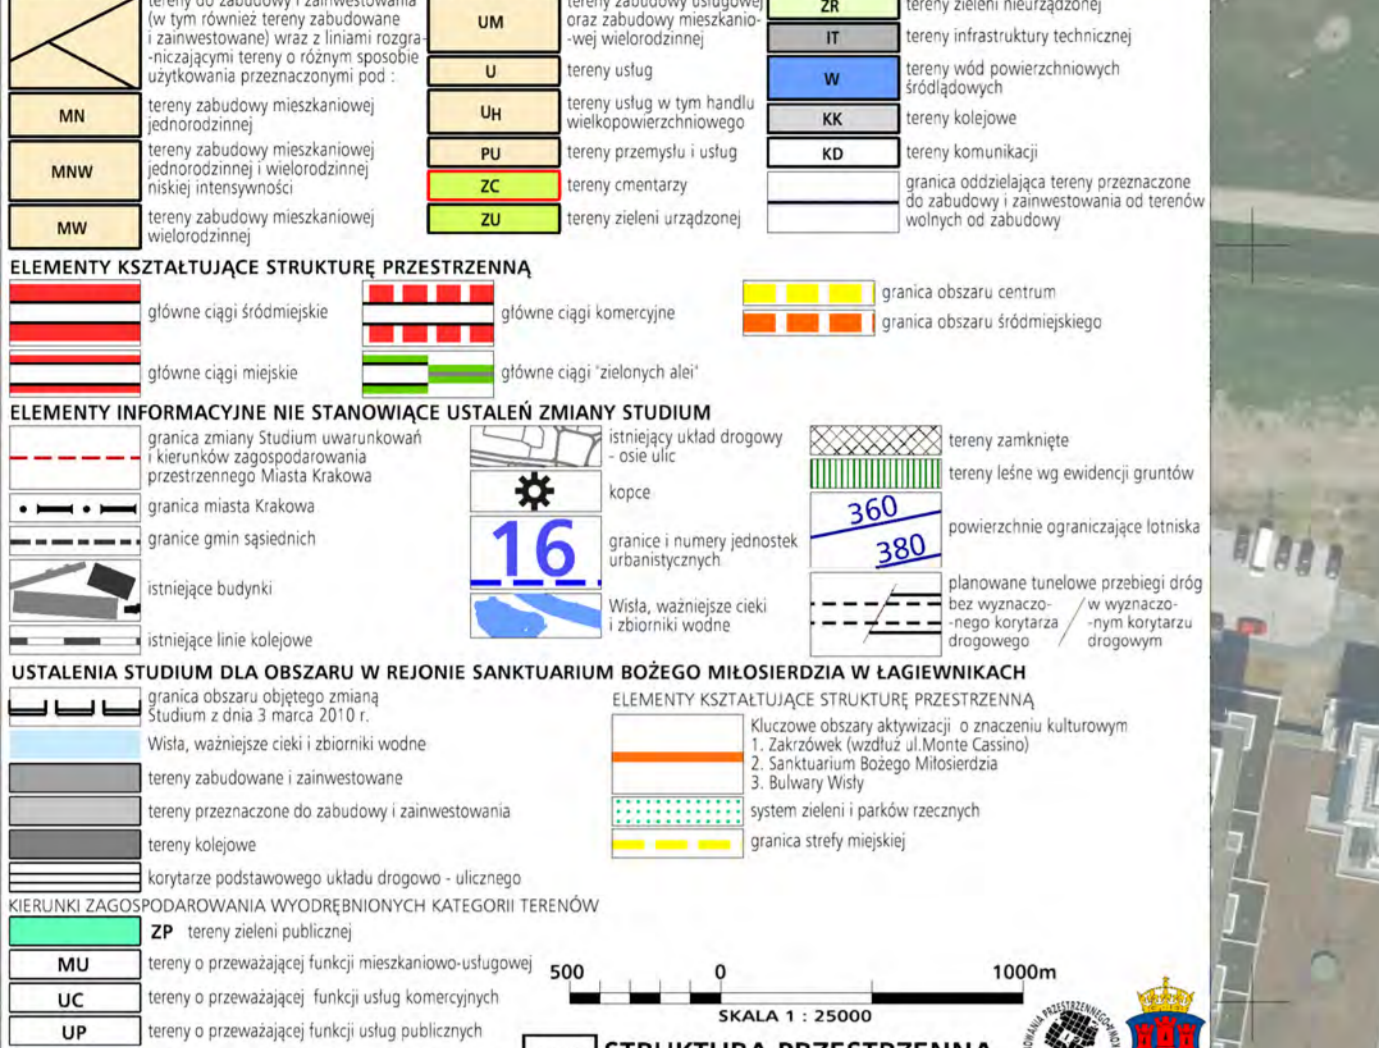 tereny do zabudowy i zainwestowania
(w tym również tereny zabudowane
i zainwestowane) wraz z liniami rozgra-
-niczającymi tereny o różnym sposobie
użytkowania przeznaczonymi pod :
MN
tereny zabudowy mieszkaniowej
jednorodzinnej
MNW
tereny zabudowy mieszkaniowej
jednorodzinnej i wielorodzinnej
niskiej intensywności
MW
tereny zabudowy mieszkaniowej
wielorodzinnej
UM
tereny zabudowy usługowej
oraz zabudowy mieszkanio-
-wej wielorodzinnej
U
tereny usług
UH
tereny usług w tym handlu
wielkopowierzchniowego
PU
tereny przemysłu i usług
ZC
tereny cmentarzy
ZU
tereny zieleni urządzonej
ZR
tereny zieleni nieurządzonej
IT
tereny infrastruktury technicznej
W
tereny wód powierzchniowych
śródlądowych
KK
tereny kolejowe
KD
tereny komunikacji
granica oddzielająca tereny przeznaczone
do zabudowy i zainwestowania od terenów
wolnych od zabudowy
ELEMENTY KSZTAŁTUJĄCE STRUKTURĘ PRZESTRZENNĄ
główne ciągi śródmiejskie
główne ciągi miejskie
główne ciągi komercyjne
główne ciągi "zielonych alei"
granica obszaru centrum
granica obszaru śródmiejskiego
ELEMENTY INFORMACYJNE NIE STANOWIĄCE USTALEŃ ZMIANY STUDIUM
granica zmiany Studium uwarunkowań
i kierunków zagospodarowania
przestrzennego Miasta Krakowa
granica miasta Krakowa
granice gmin sąsiednich
istniejące budynki
istniejące linie kolejowe
istniejący układ drogowy
- osie ulic
kopce
16
granice i numery jednostek
urbanistycznych
Wisła, ważniejsze cieki
i zbiorniki wodne
tereny zamknięte
tereny leśne wg ewidencji gruntów
360
380
powierzchnie ograniczające lotniska
planowane tunelowe przebiegi dróg
bez wyznaczo-
-nego korytarza
drogowego
w wyznaczo-
-nym korytarzu
drogowym
USTALENIA STUDIUM DLA OBSZARU W REJONIE SANKTUARIUM BOŻEGO MIŁOSIERDZIA W ŁAGIEWNIKACH
granica obszaru objętego zmianą
Studium z dnia 3 marca 2010 r.
Wisła, ważniejsze cieki i zbiorniki wodne
tereny zabudowane i zainwestowane
tereny przeznaczone do zabudowy i zainwestowania
tereny kolejowe
korytarze podstawowego układu drogowo - ulicznego
ELEMENTY KSZTAŁTUJĄCE STRUKTURĘ PRZESTRZENNĄ
Kluczowe obszary aktywizacji o znaczeniu kulturowym
1. Zakrzówek (wzdłuż ul.Monte Cassino)
2. Sanktuarium Bożego Miłosierdzia
3. Bulwary Wisły
system zieleni i parków rzecznych
granica strefy miejskiej
KIERUNKI ZAGOSPODAROWANIA WYODRĘBNIONYCH KATEGORII TERENÓW
ZP tereny zieleni publicznej
MU
tereny o przeważającej funkcji mieszkaniowo-usługowej
UC
tereny o przeważającej funkcji usług komercyjnych
UP
tereny o przeważającej funkcji usług publicznych
500 0 1000m
SKALA 1 : 25000
STRUKTURA PRZESTRZENNA